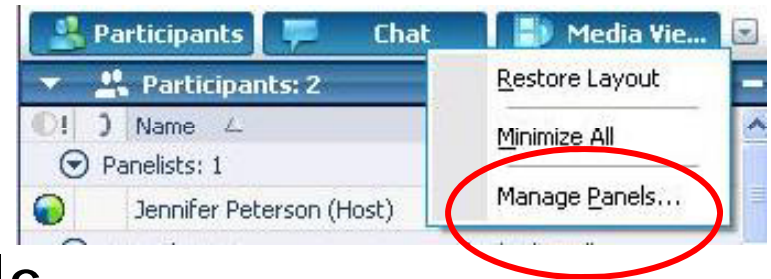 Participants Chat Media Vie...
Participants: 2
Restore Layout
Name
Minimize All
Panelists: 1
Manage Panels...
Jennifer Peterson (Host)